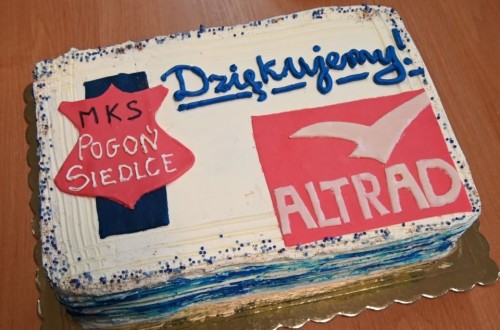 Dziękujemy!
MKS
POGOŃ
SIEDLCE
ALTRAD